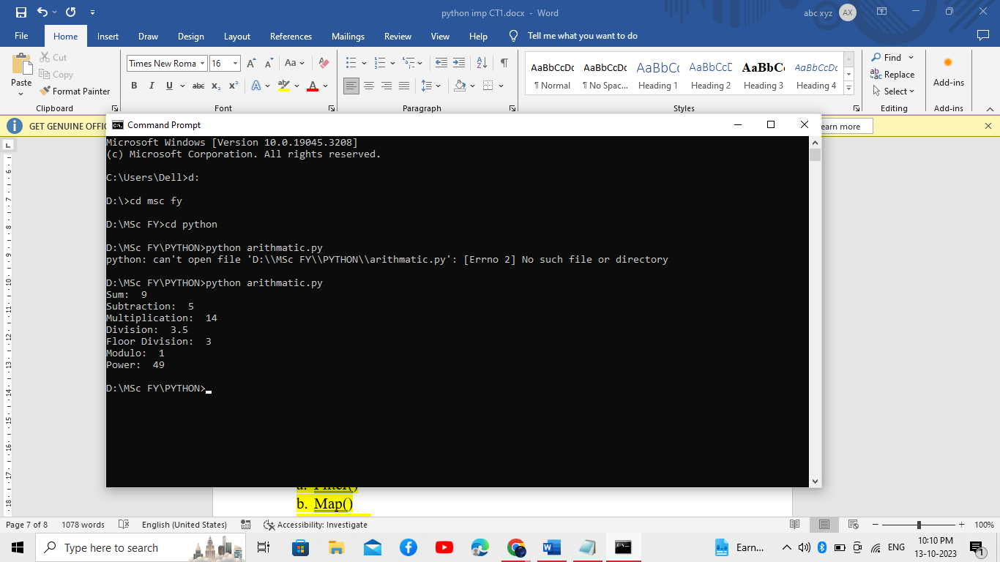 python imp CT1.docx - Word
abc xyz AX
File Home Insert Draw Design Layout References Mailings Review View Help Tell me what you want to do
Paste
Cut
Copy
Format Painter
Clipboard
Times New Roma 16
Aa
B I U abc x₂ x² A ab A
Font
Paragraph
AaBbCcDc AaBbCcDc AaBbCc AaBbCcD AaBbCc AaBbCcDc
¶ Normal ¶ No Spac... Heading 1 Heading 2 Heading 3 Heading 4
Styles
Find
Replace
Select
Editing
Add-ins
Add-ins
GET GENUINE OFFI
earn more
Command Prompt
Microsoft Windows [Version 10.0.19045.3208]
(c) Microsoft Corporation. All rights reserved.
C:\Users\Dell>d:
D:\>cd msc fy
D:\MSc FY>cd python
D:\MSc FY\PYTHON>python arithmatic.py
python: can't open file 'D:\\MSc FY\\PYTHON\\arithmatic.py': [Errno 2] No such file or directory
D:\MSc FY\PYTHON>python arithmatic.py
Sum:  9
Subtraction:  5
Multiplication:  14
Division:  3.5
Floor Division:  3
Modulo:  1
Power:  49
D:\MSc FY\PYTHON>
a. Filter()
b. Map()
Page 7 of 8 1078 words English (United States) Accessibility: Investigate 100%
Type here to search
Earn... ENG 10:10 PM
13-10-2023
1